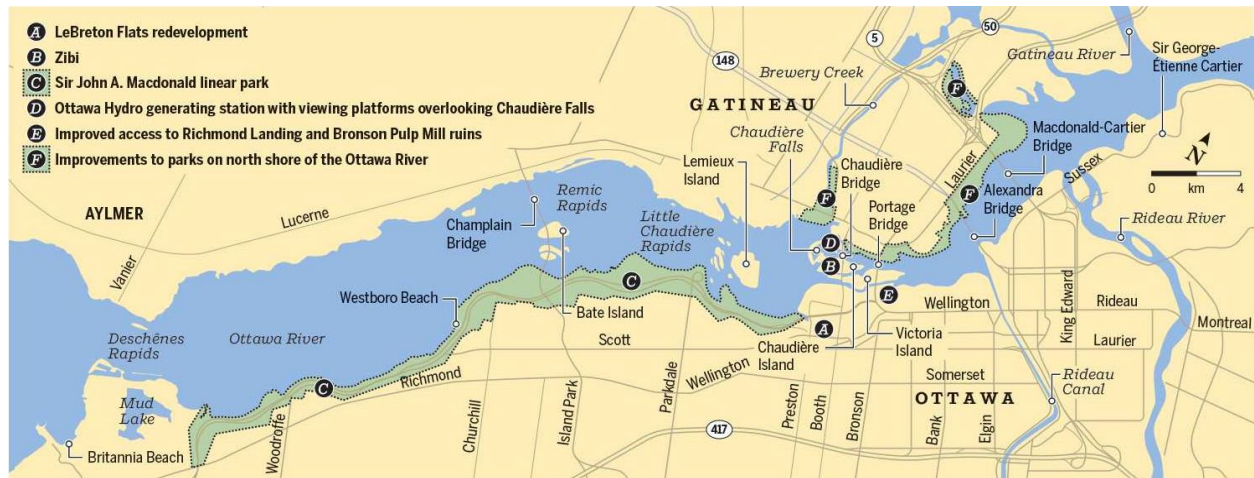 A LeBreton Flats redevelopment
B Zibi
C Sir John A. Macdonald linear park
D Ottawa Hydro generating station with viewing platforms overlooking Chaudière Falls
E Improved access to Richmond Landing and Bronson Pulp Mill ruins
F Improvements to parks on north shore of the Ottawa River
5
50
148
Gatineau River
Sir George-
Étienne Cartier
Brewery Creek
GATINEAU
F
Chaudière
Falls
Macdonald-Cartier
Bridge
Laurier
Sussex
N
0 km 4
Lemieux
Island
Chaudière
Bridge
Portage
Bridge
Alexandra
Bridge
F
F
Rideau River
AYLMER
Lucerne
Vanier
Champlain
Bridge
Remic
Rapids
Little
Chaudière
Rapids
D
B
E
C
Westboro Beach
Bate Island
Wellington
King Edward
Rideau
Montreal
Laurier
A
Scott
Chaudière
Island
Victoria
Island
Deschênes
Rapids
Ottawa River
Richmond
Wellington
Somerset
OTTAWA
Rideau
Canal
C
Mud
Lake
Britannia Beach
Woodroffe
Churchill
Island Park
Parkdale
417
Preston
Booth
Bronson
Bank
Elgin